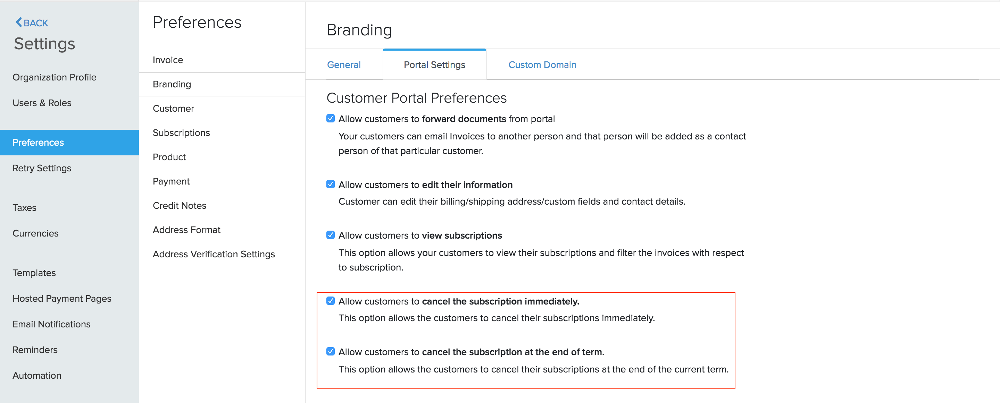 BACK
Settings
Organization Profile
Users & Roles
Preferences
Retry Settings
Taxes
Currencies
Templates
Hosted Payment Pages
Email Notifications
Reminders
Automation
Preferences
Invoice
Branding
Customer
Subscriptions
Product
Payment
Credit Notes
Address Format
Address Verification Settings
Branding
General
Portal Settings
Custom Domain
Customer Portal Preferences
Allow customers to forward documents from portal
Your customers can email Invoices to another person and that person will be added as a contact
person of that particular customer.
Allow customers to edit their information
Customer can edit their billing/shipping address/custom fields and contact details.
Allow customers to view subscriptions
This option allows your customers to view their subscriptions and filter the invoices with respect
to subscription.
Allow customers to cancel the subscription immediately.
This option allows the customers to cancel their subscriptions immediately.
Allow customers to cancel the subscription at the end of term.
This option allows the customers to cancel their subscriptions at the end of the current term.